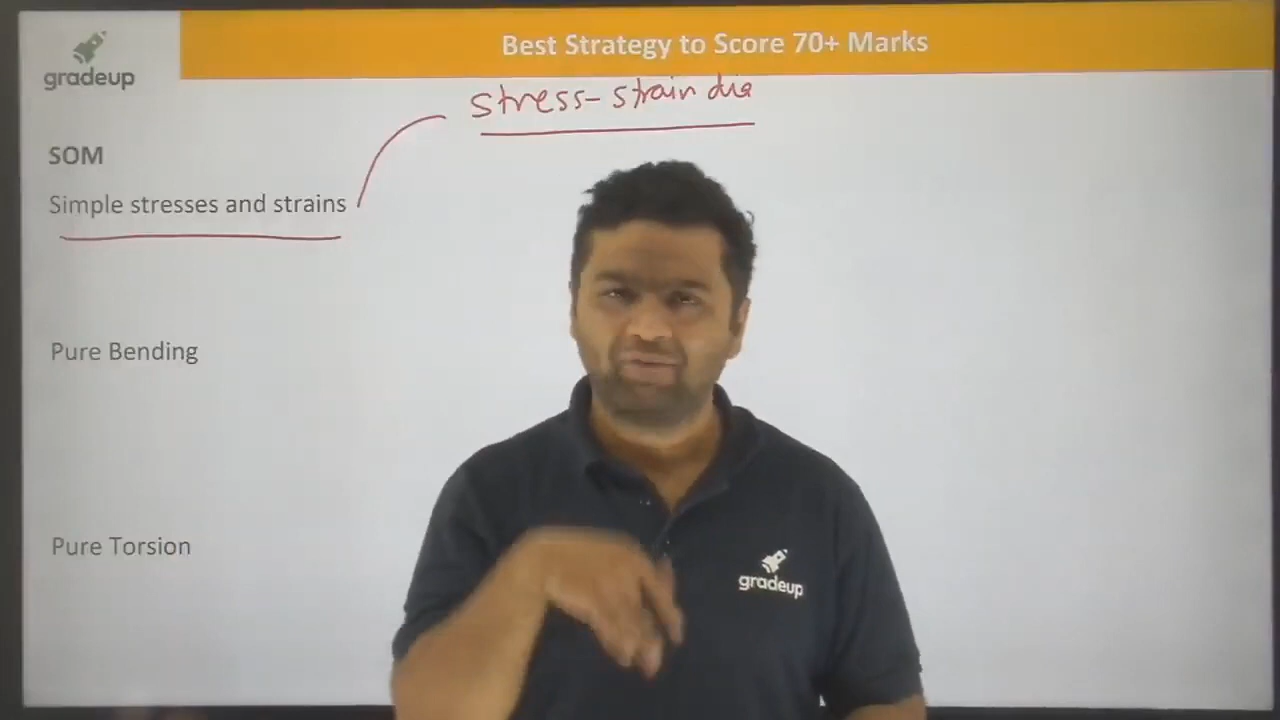 gradeup
Best Strategy to Score 70+ Marks
stress-strain dia
SOM
Simple stresses and strains
Pure Bending
Pure Torsion
gradeup